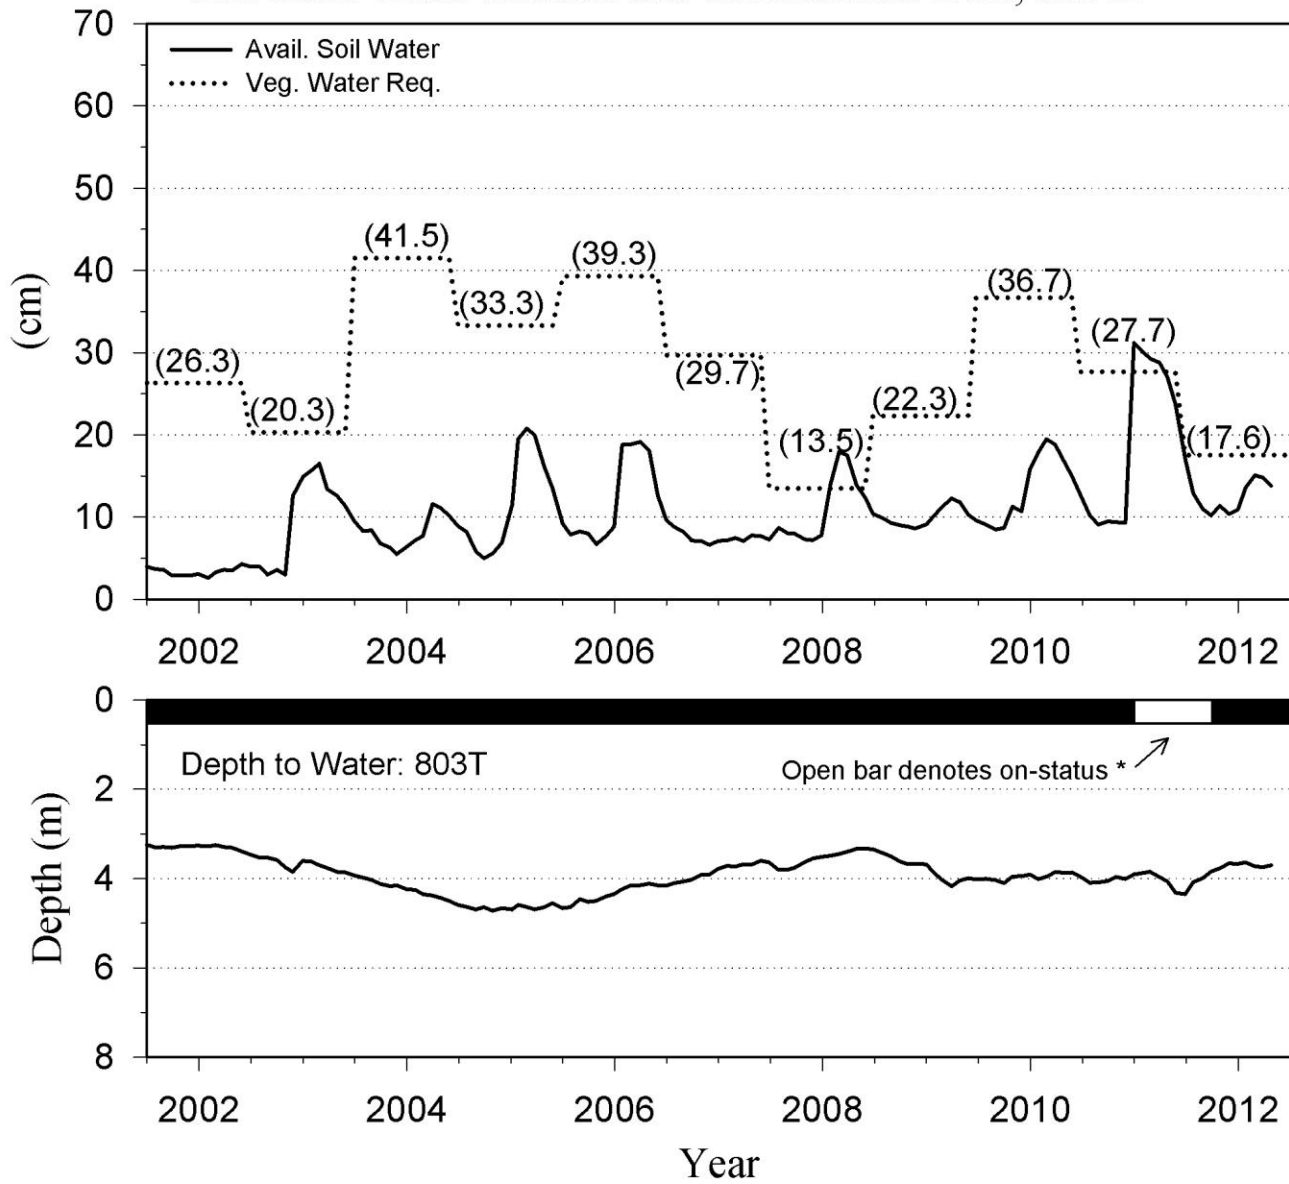 70
Avail. Soil Water
Veg. Water Req.
60
50
(41.5)
(39.3)
40
(36.7)
(33.3)
(cm)
30
(27.7)
(26.3)
(29.7)
(20.3)
(22.3)
20
(13.5)
(17.6)
10
0
2002 2004 2006 2008 2010 2012
0
Depth to Water: 803T
Open bar denotes on-status *
2
Depth (m)
4
6
8
2002 2004 2006 2008 2010 2012
Year